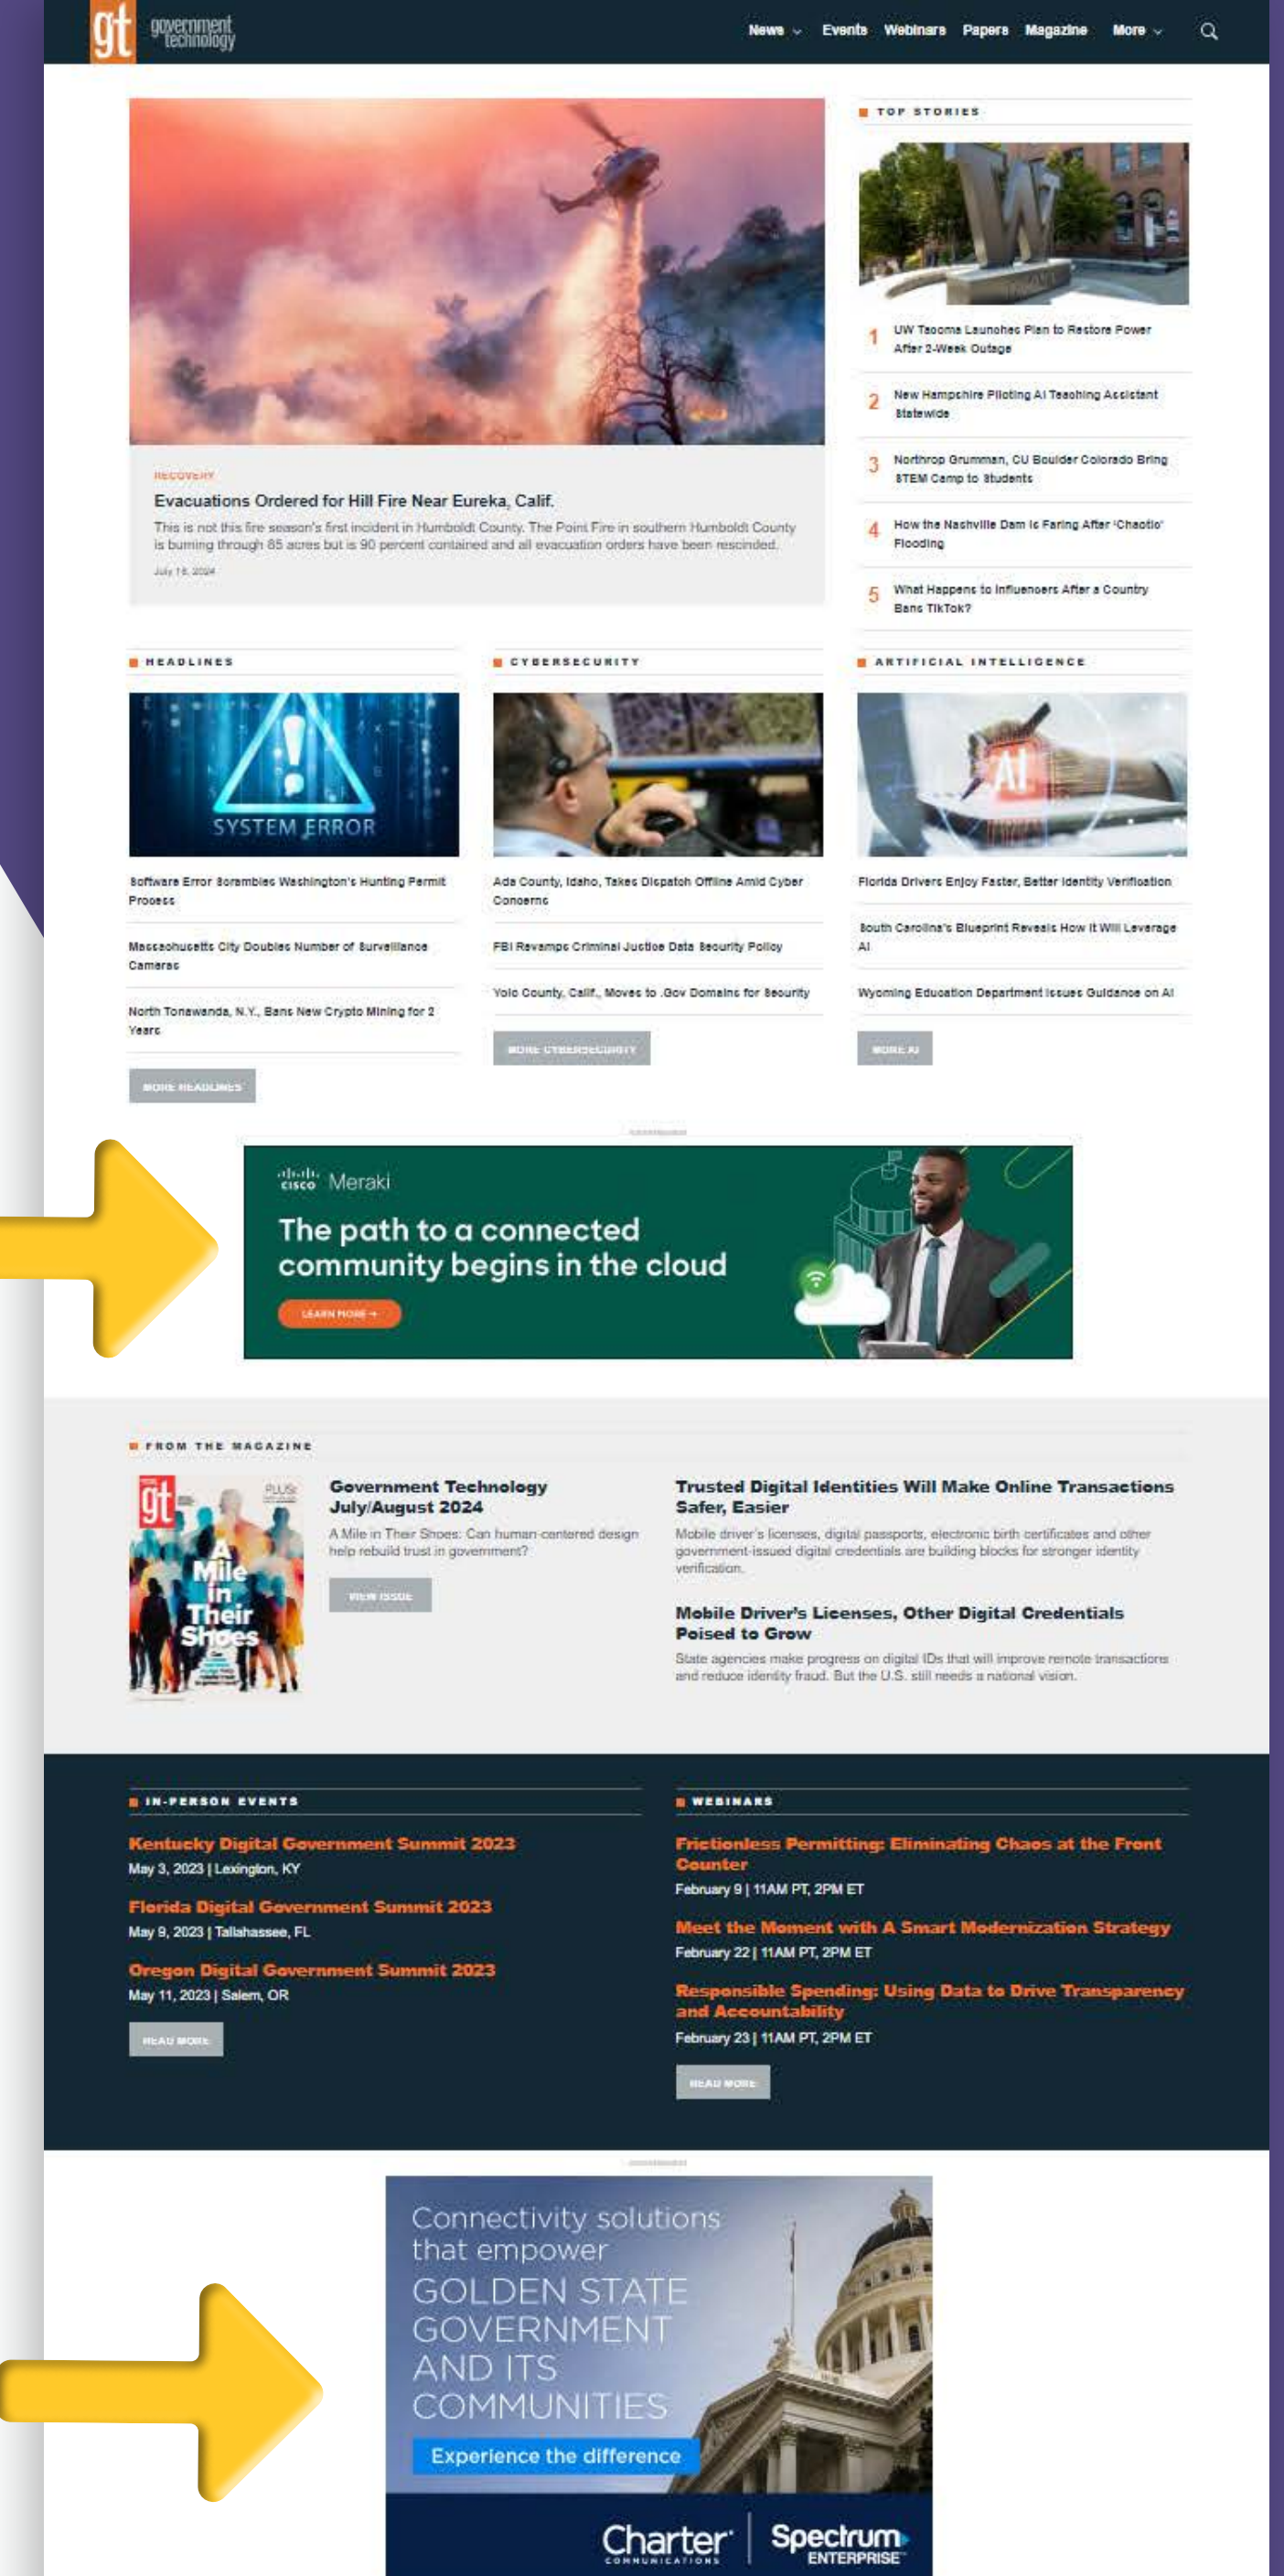 gt government technology
News Events Webinars Papers Magazine More
TOP STORIES
W
1 UW Tacoma Launches Plan to Restore Power
After 2-Week Outage
2 New Hampshire Piloting AI Teaching Assistant
Statewide
3 Northrop Grumman, CU Boulder Colorado Bring
STEM Camp to Students
4 How the Nashville Dam Is Faring After ‘Chaotic’
Flooding
5 What Happens to Influencers After a Country
Bans TikTok?
RECOVERY
Evacuations Ordered for Hill Fire Near Eureka, Calif.
This is not this fire season's first incident in Humboldt County. The Point Fire in southern Humboldt County
is burning through 85 acres but is 90 percent contained and all evacuation orders have been rescinded.
HEADLINES
SYSTEM ERROR
Software Error Scrambles Washington's Hunting Permit
Process
Massachusetts City Doubles Number of Surveillance
Cameras
North Tonawanda, N.Y., Bans New Crypto Mining for 2
Years
MORE HEADLINES
CYBERSECURITY
Ada County, Idaho, Takes Dispatch Offline Amid Cyber
Concerns
FBI Revamps Criminal Justice Data Security Policy
Yolo County, Calif., Moves to .Gov Domains for Security
MORE CYBERSECURITY
ARTIFICIAL INTELLIGENCE
AI
Florida Drivers Enjoy Faster, Better Identity Verification
South Carolina's Blueprint Reveals How It Will Leverage
AI
Wyoming Education Department Issues Guidance on AI
MORE AI
Advertisement
cisco Meraki
The path to a connected
community begins in the cloud
LEARN MORE →
FROM THE MAGAZINE
gt
PLUS:
A
Mile
in
Their
Shoes
Government Technology
July/August 2024
A Mile in Their Shoes: Can human-centered design
help rebuild trust in government?
VIEW ISSUE
Trusted Digital Identities Will Make Online Transactions
Safer, Easier
Mobile driver's licenses, digital passports, electronic birth certificates and other
government-issued digital credentials are building blocks for stronger identity
verification.
Mobile Driver's Licenses, Other Digital Credentials
Poised to Grow
State agencies make progress on digital IDs that will improve remote transactions
and reduce identity fraud. But the U.S. still needs a national vision.
IN-PERSON EVENTS
Kentucky Digital Government Summit 2023
May 3, 2023 | Lexington, KY
Florida Digital Government Summit 2023
May 9, 2023 | Tallahassee, FL
Oregon Digital Government Summit 2023
May 11, 2023 | Salem, OR
READ MORE
WEBINARS
Frictionless Permitting: Eliminating Chaos at the Front
Counter
February 9 | 11AM PT, 2PM ET
Meet the Moment with A Smart Modernization Strategy
February 22 | 11AM PT, 2PM ET
Responsible Spending: Using Data to Drive Transparency
and Accountability
February 23 | 11AM PT, 2PM ET
READ MORE
Advertisement
Connectivity solutions
that empower
GOLDEN STATE
GOVERNMENT
AND ITS
COMMUNITIES
Experience the difference
Charter COMMUNICATIONS
Spectrum ENTERPRISE